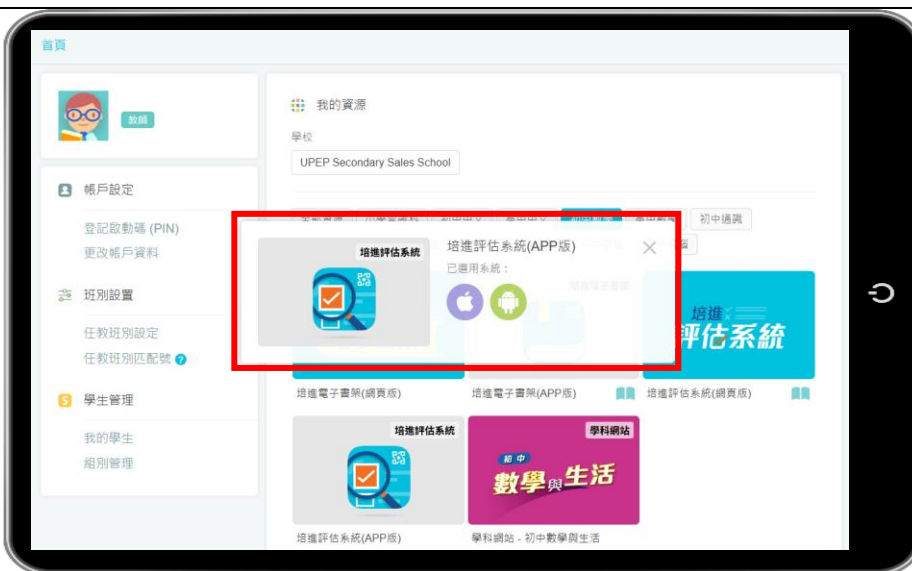 首頁
教師
帳戶設定
登記啟動碼 (PIN)
更改帳戶資料
班別設置
任教班別設定
任教班別匹配號 ?
S 學生管理
我的學生
組別管理
我的資源
學校
UPEP Secondary Sales School
初中通識
培進評估系統
培進評估系統(APP版)
已選用系統：
培進
評估系統
培進電子書架(網頁版)
培進電子書架(APP版)
培進評估系統(網頁版)
培進評估系統
學科網站
初中
數學與生活
培進評估系統(APP版)
學科網站 - 初中數學與生活